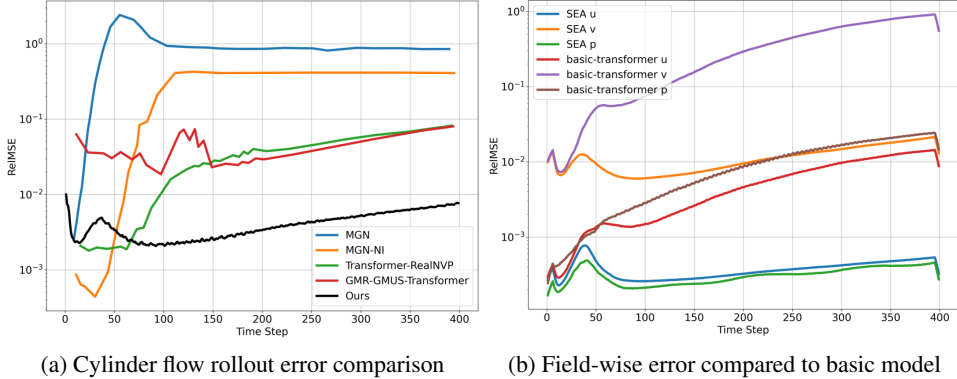 (a)
10⁰
10⁻¹
10⁻²
10⁻³
RelMSE
0 50 100 150 200 250 300 350 400
Time Step
MGN
MGN-NI
Transformer-RealNVP
GMR-GMUS-Transformer
Ours
(a) Cylinder flow rollout error comparison
(b)
10⁰
10⁻¹
10⁻²
10⁻³
RelMSE
0 50 100 150 200 250 300 350 400
Time Step
SEA u
SEA v
SEA p
basic-transformer u
basic-transformer v
basic-transformer p
(b) Field-wise error compared to basic model